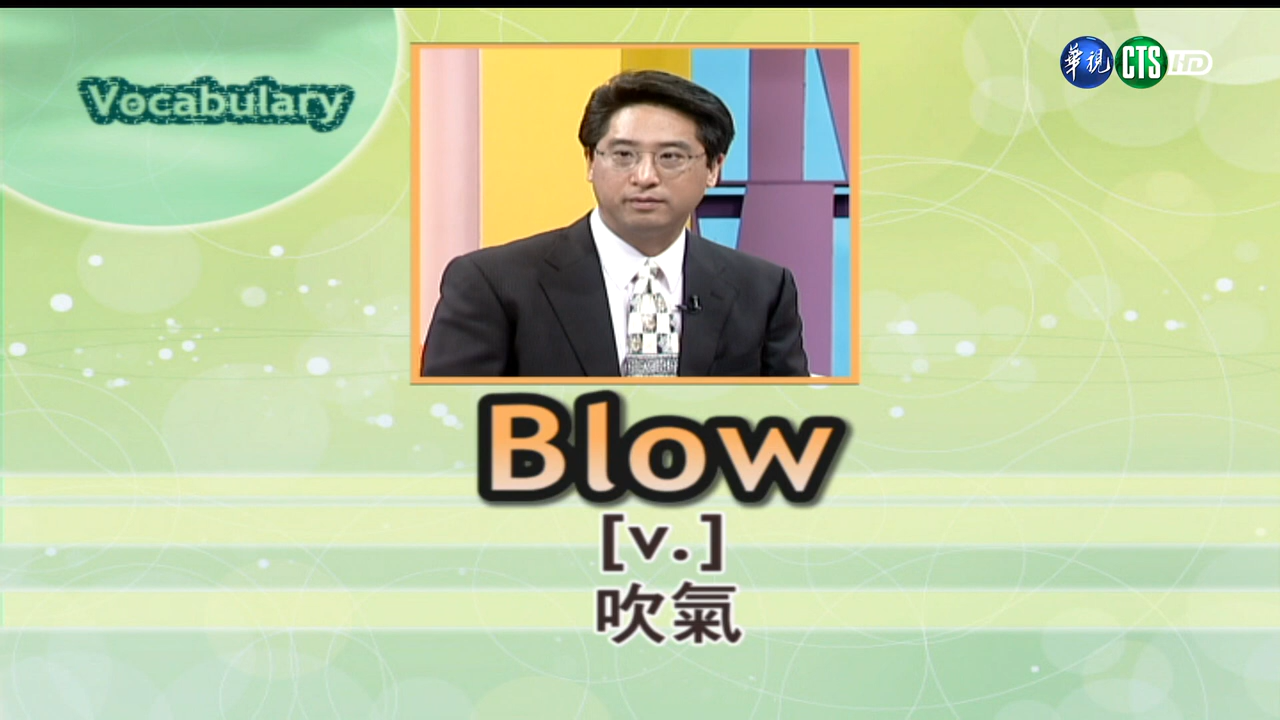 Vocabulary
華視 CTS HD
Blow
[v.]
吹氣